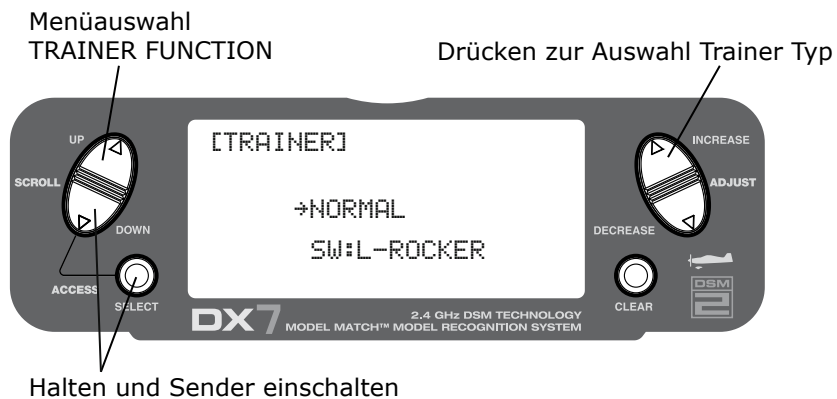 Menüauswahl
TRAINER FUNCTION
Drücken zur Auswahl Trainer Typ
UP
SCROLL
DOWN
ACCESS
SELECT
[TRAINER]
→NORMAL
SW:L-ROCKER
INCREASE
ADJUST
DECREASE
CLEAR
DSM
2
DX7
2.4 GHz DSM TECHNOLOGY
MODEL MATCH™ MODEL RECOGNITION SYSTEM
Halten und Sender einschalten